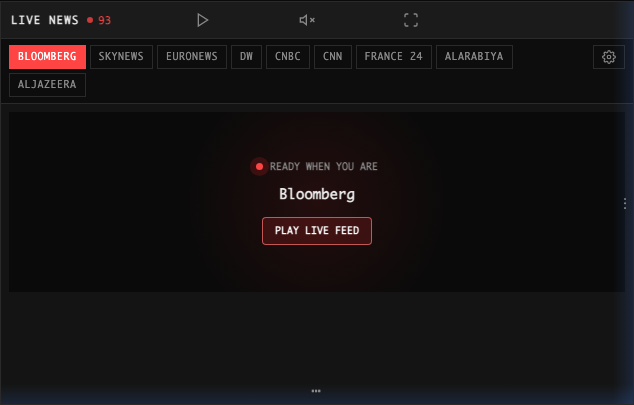 LIVE NEWS 93
BLOOMBERG SKYNEWS EURONEWS DW CNBC CNN FRANCE 24 ALARABIYA
ALJAZEERA
READY WHEN YOU ARE
Bloomberg
PLAY LIVE FEED